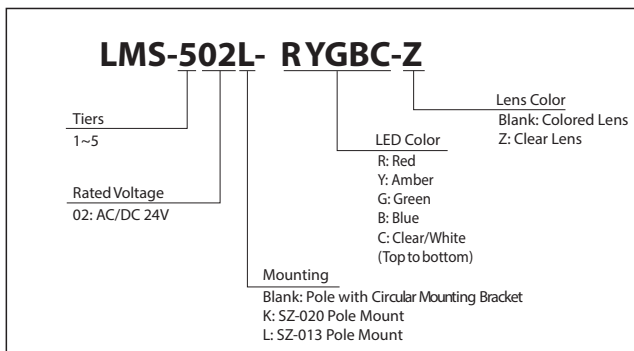 LMS-502L- RYGBC-Z
Tiers
1~5
Rated Voltage
02: AC/DC 24V
Mounting
Blank: Pole with Circular Mounting Bracket
K: SZ-020 Pole Mount
L: SZ-013 Pole Mount
LED Color
R: Red
Y: Amber
G: Green
B: Blue
C: Clear/White
(Top to bottom)
Lens Color
Blank: Colored Lens
Z: Clear Lens